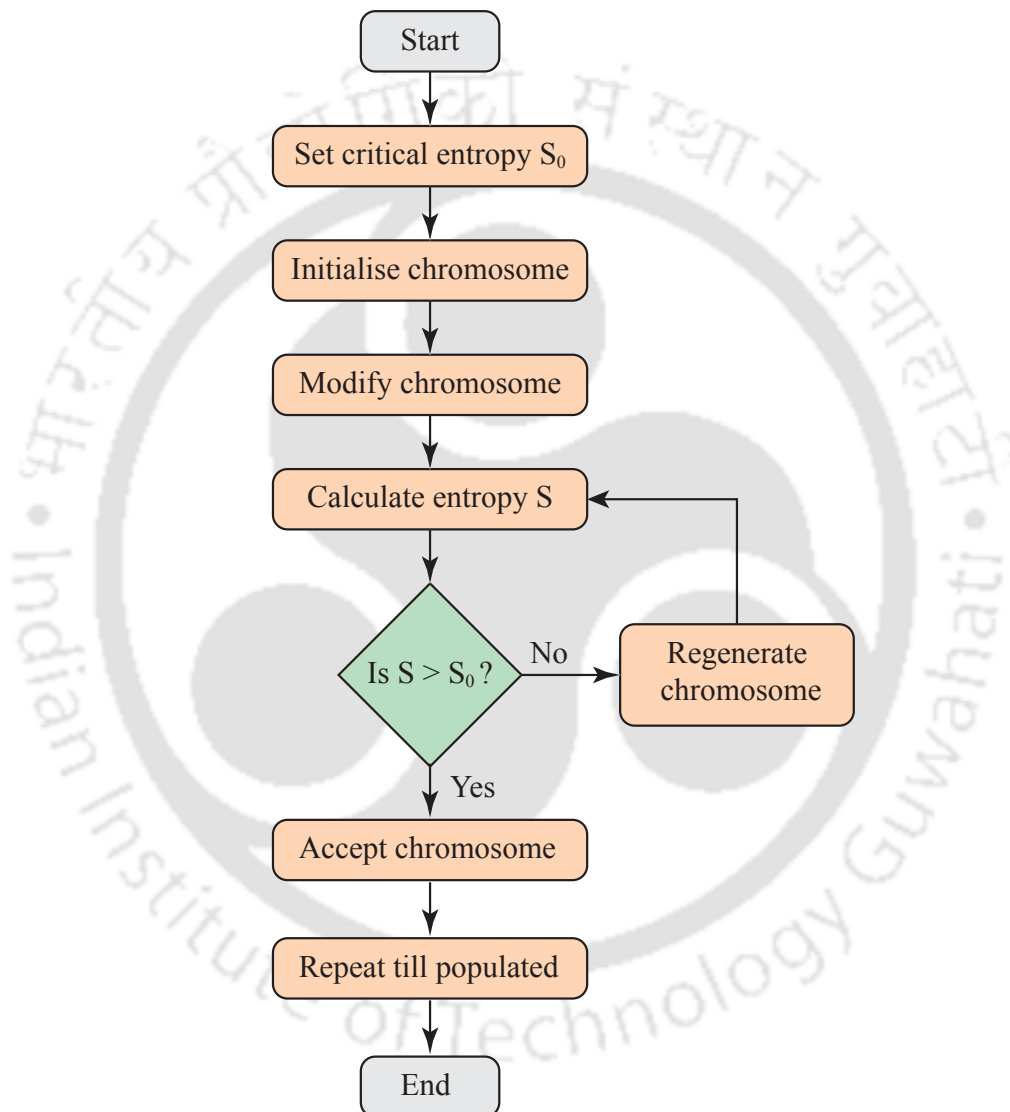 Start
Set critical entropy S₀
Initialise chromosome
Modify chromosome
Calculate entropy S
Is S > S₀ ?
No
Regenerate
chromosome
Yes
Accept chromosome
Repeat till populated
End
भारतीय प्रौद्योगिकी संस्थान गुवाहाटी
• Indian Institute of Technology Guwahati •